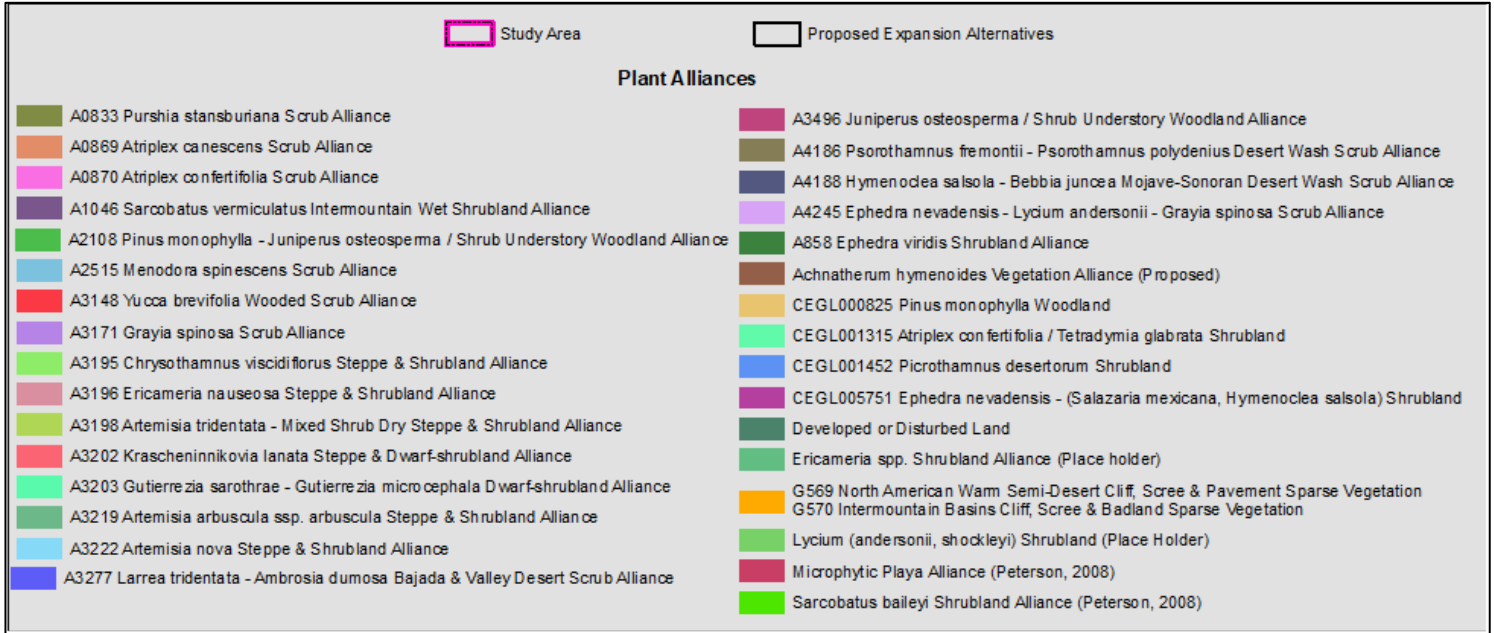 Study Area
Proposed Expansion Alternatives
Plant Alliances
A0833 Purshia stansburiana Scrub Alliance
A0869 Atriplex canescens Scrub Alliance
A0870 Atriplex confertifolia Scrub Alliance
A1046 Sarcobatus vermiculatus Intermountain Wet Shrubland Alliance
A2108 Pinus monophylla - Juniperus osteosperma / Shrub Understory Woodland Alliance
A2515 Menodora spinescens Scrub Alliance
A3148 Yucca brevifolia Wooded Scrub Alliance
A3171 Grayia spinosa Scrub Alliance
A3195 Chrysothamnus viscidiflorus Steppe & Shrubland Alliance
A3196 Ericameria nauseosa Steppe & Shrubland Alliance
A3198 Artemisia tridentata - Mixed Shrub Dry Steppe & Shrubland Alliance
A3202 Krascheninnikovia lanata Steppe & Dwarf-shrubland Alliance
A3203 Gutierrezia sarothrae - Gutierrezia microcephala Dwarf-shrubland Alliance
A3219 Artemisia arbuscula ssp. arbuscula Steppe & Shrubland Alliance
A3222 Artemisia nova Steppe & Shrubland Alliance
A3277 Larrea tridentata - Ambrosia dumosa Bajada & Valley Desert Scrub Alliance
A3496 Juniperus osteosperma / Shrub Understory Woodland Alliance
A4186 Psorothamnus fremontii - Psorothamnus polydenius Desert Wash Scrub Alliance
A4188 Hymenoclea salsola - Bebbia juncea Mojave-Sonoran Desert Wash Scrub Alliance
A4245 Ephedra nevadensis - Lycium andersonii - Grayia spinosa Scrub Alliance
A858 Ephedra viridis Shrubland Alliance
Achnatherum hymenoides Vegetation Alliance (Proposed)
CEGL000825 Pinus monophylla Woodland
CEGL001315 Atriplex confertifolia / Tetradymia glabrata Shrubland
CEGL001452 Picrothamnus desertorum Shrubland
CEGL005751 Ephedra nevadensis - (Salazaria mexicana, Hymenoclea salsola) Shrubland
Developed or Disturbed Land
Ericameria spp. Shrubland Alliance (Place holder)
G569 North American Warm Semi-Desert Cliff, Scree & Pavement Sparse Vegetation
G570 Intermountain Basins Cliff, Scree & Badland Sparse Vegetation
Lycium (andersonii, shockleyi) Shrubland (Place Holder)
Microphytic Playa Alliance (Peterson, 2008)
Sarcobatus baileyi Shrubland Alliance (Peterson, 2008)